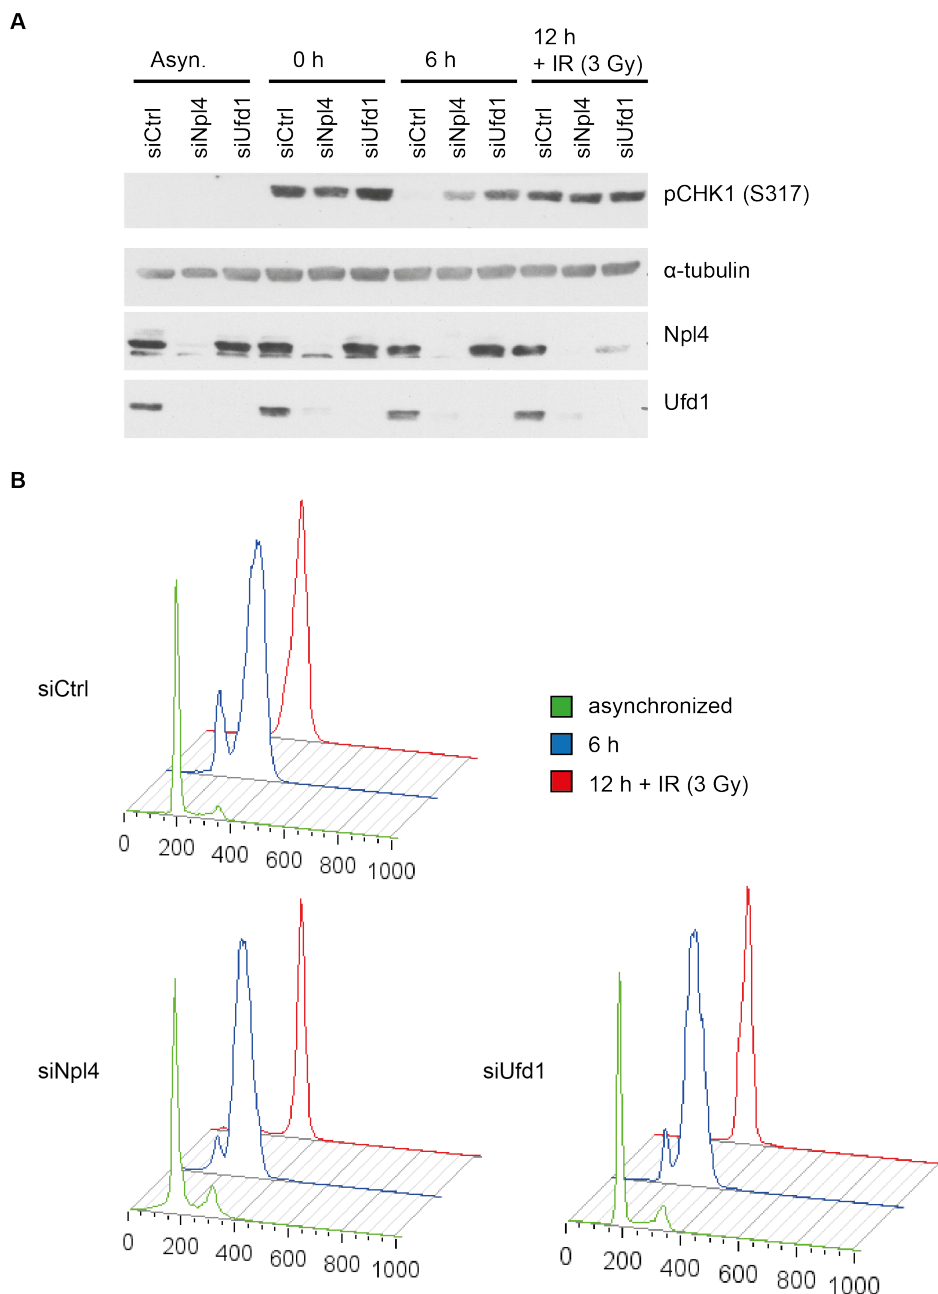 A
Asyn.
0 h
6 h
12 h
+ IR (3 Gy)
siCtrl
siNpl4
siUfd1
siCtrl
siNpl4
siUfd1
siCtrl
siNpl4
siUfd1
siCtrl
siNpl4
siUfd1
pCHK1 (S317)
α-tubulin
Npl4
Ufd1
B
siCtrl
asynchronized
6 h
12 h + IR (3 Gy)
0 200 400 600 800 1000
siNpl4
siUfd1
0 200 400 600 800 1000
0 200 400 600 800 1000